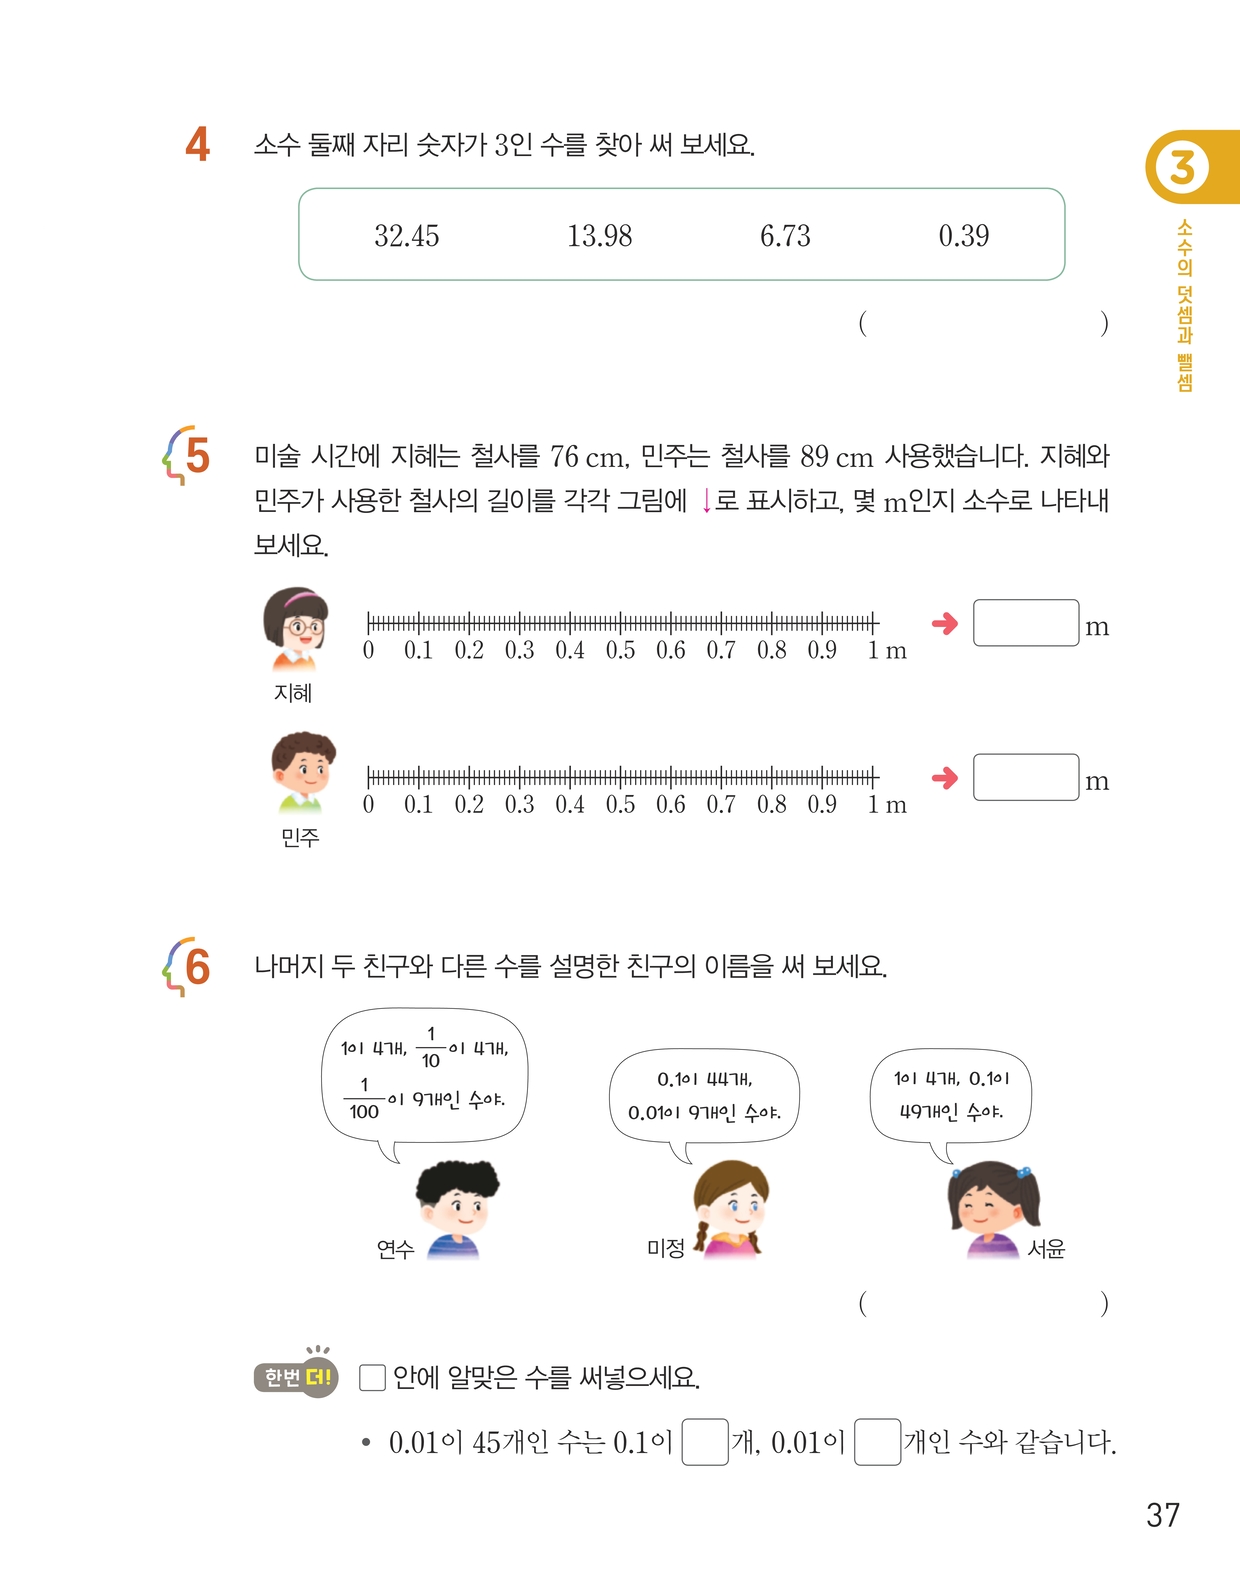 4 소수 둘째 자리 숫자가 3인 수를 찾아 써 보세요.
32.45 13.98 6.73 0.39
( )
3
소수의 덧셈과 뺄셈
5 미술 시간에 지혜는 철사를 76 cm, 민주는 철사를 89 cm 사용했습니다. 지혜와
민주가 사용한 철사의 길이를 각각 그림에 ↓로 표시하고, 몇 m인지 소수로 나타내
보세요.
0 0.1 0.2 0.3 0.4 0.5 0.6 0.7 0.8 0.9 1 m ➜ □ m
지혜
0 0.1 0.2 0.3 0.4 0.5 0.6 0.7 0.8 0.9 1 m ➜ □ m
민주
6 나머지 두 친구와 다른 수를 설명한 친구의 이름을 써 보세요.
1이 4개, 1/10이 4개,
1/100이 9개인 수야.
연수
0.1이 44개,
0.01이 9개인 수야.
미정
1이 4개, 0.1이
49개인 수야.
서윤
( )
한번 더! □ 안에 알맞은 수를 써넣으세요.
• 0.01이 45개인 수는 0.1이 □개, 0.01이 □개인 수와 같습니다.
37